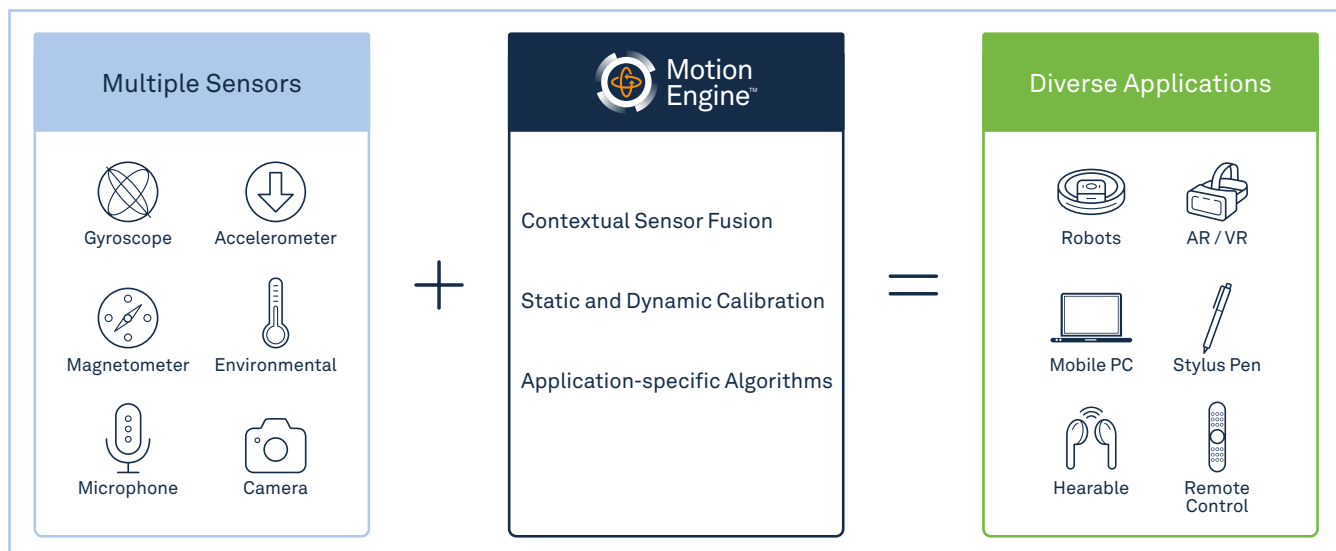 Multiple Sensors
Gyroscope
Accelerometer
Magnetometer
Environmental
Microphone
Camera
Motion
Engine™
Contextual Sensor Fusion
Static and Dynamic Calibration
Application-specific Algorithms
Diverse Applications
Robots
AR / VR
Mobile PC
Stylus Pen
Hearable
Remote
Control